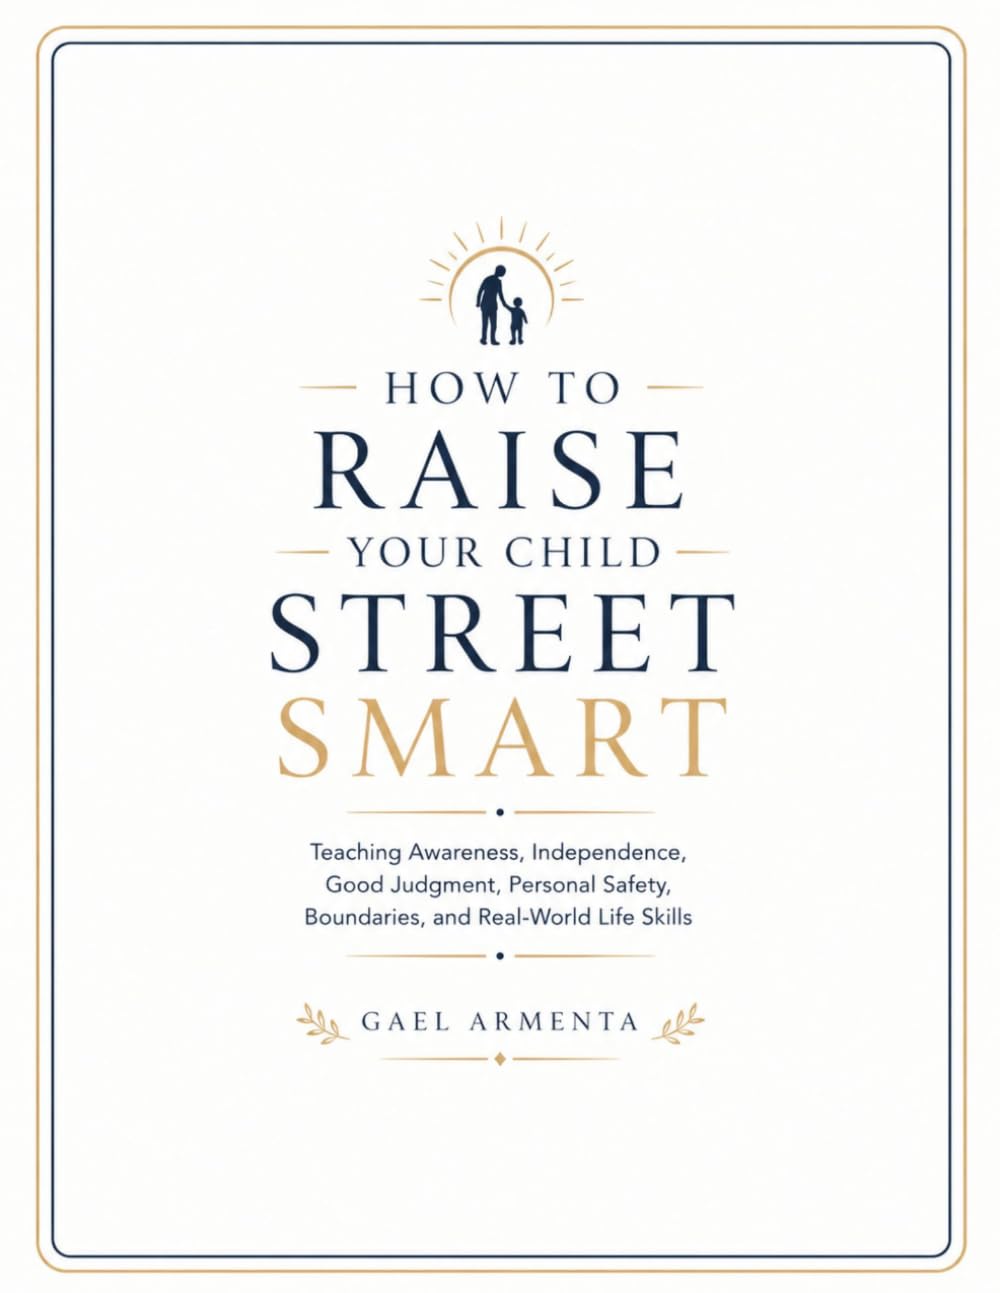 HOW TO
RAISE
YOUR CHILD
STREET
SMART
Teaching Awareness, Independence,
Good Judgment, Personal Safety,
Boundaries, and Real-World Life Skills
GAEL ARMENTA